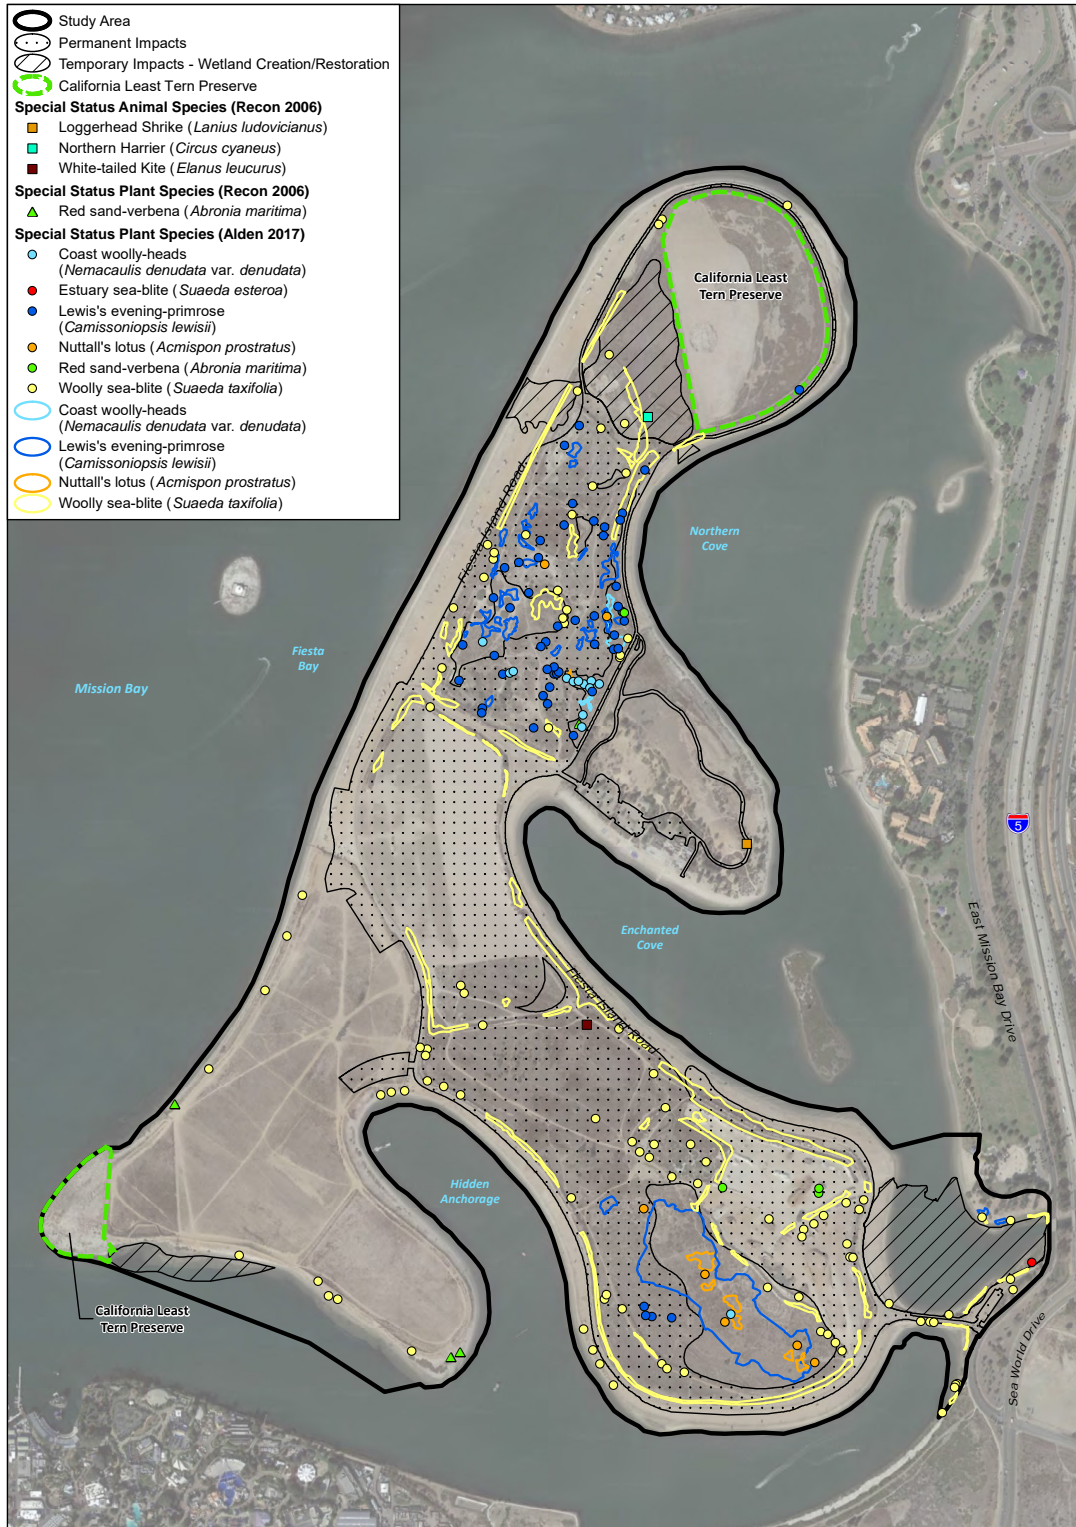 Study Area
Permanent Impacts
Temporary Impacts - Wetland Creation/Restoration
California Least Tern Preserve
Special Status Animal Species (Recon 2006)
Loggerhead Shrike (Lanius ludovicianus)
Northern Harrier (Circus cyaneus)
White-tailed Kite (Elanus leucurus)
Special Status Plant Species (Recon 2006)
Red sand-verbena (Abronia maritima)
Special Status Plant Species (Alden 2017)
Coast woolly-heads
(Nemacaulis denudata var. denudata)
Estuary sea-blite (Suaeda esteroa)
Lewis's evening-primrose
(Camissoniopsis lewisii)
Nuttall's lotus (Acmispon prostratus)
Red sand-verbena (Abronia maritima)
Woolly sea-blite (Suaeda taxifolia)
Coast woolly-heads
(Nemacaulis denudata var. denudata)
Lewis's evening-primrose
(Camissoniopsis lewisii)
Nuttall's lotus (Acmispon prostratus)
Woolly sea-blite (Suaeda taxifolia)
California Least
Tern Preserve
Fiesta Island Road
Northern
Cove
Fiesta
Bay
Mission Bay
5
Enchanted
Cove
East Mission Bay Drive
Fiesta Island Road
Hidden
Anchorage
California Least
Tern Preserve
Sea World Drive